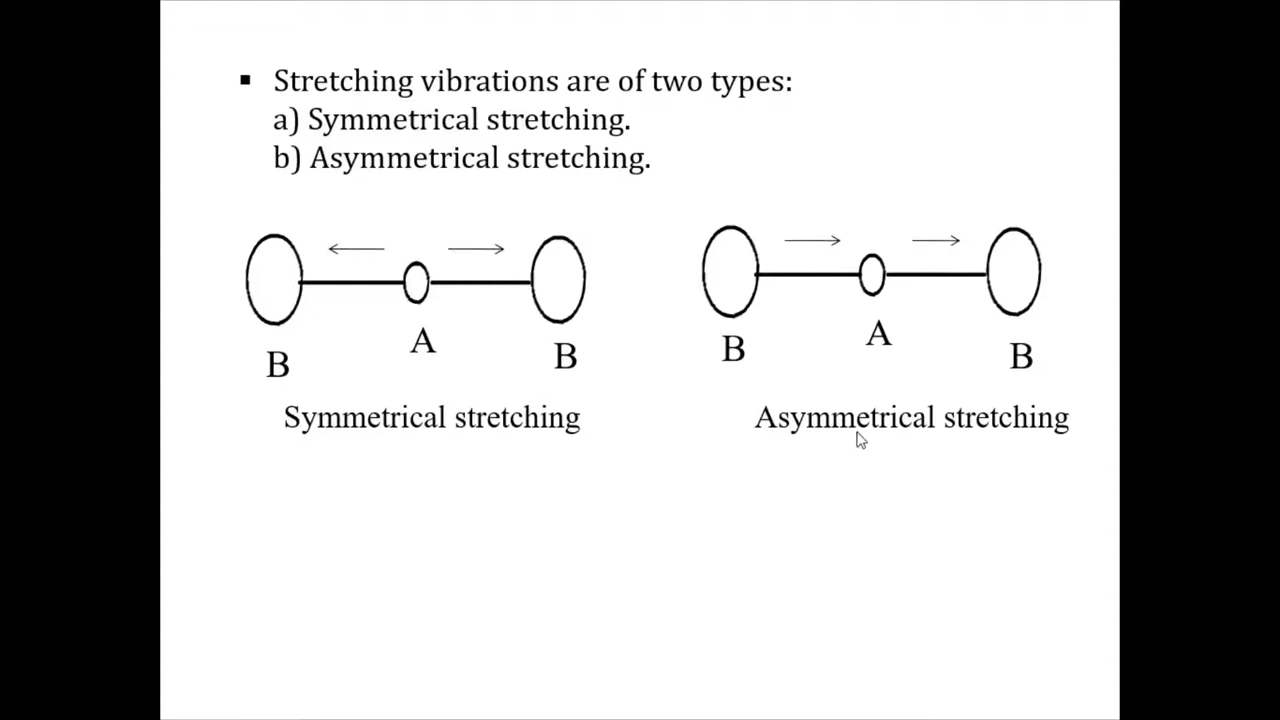 ▪ Stretching vibrations are of two types:
a) Symmetrical stretching.
b) Asymmetrical stretching.
B A B
B A B
Symmetrical stretching
Asymmetrical stretching